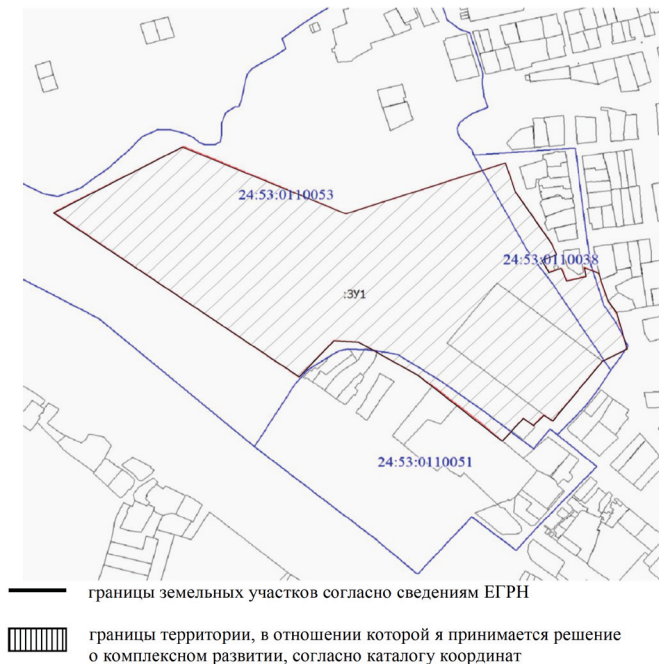 24:53:0110053
24:53:0110038
:ЗУ1
24:53:0110051
границы земельных участков согласно сведениям ЕГРН
границы территории, в отношении которой я принимается решение
о комплексном развитии, согласно каталогу координат